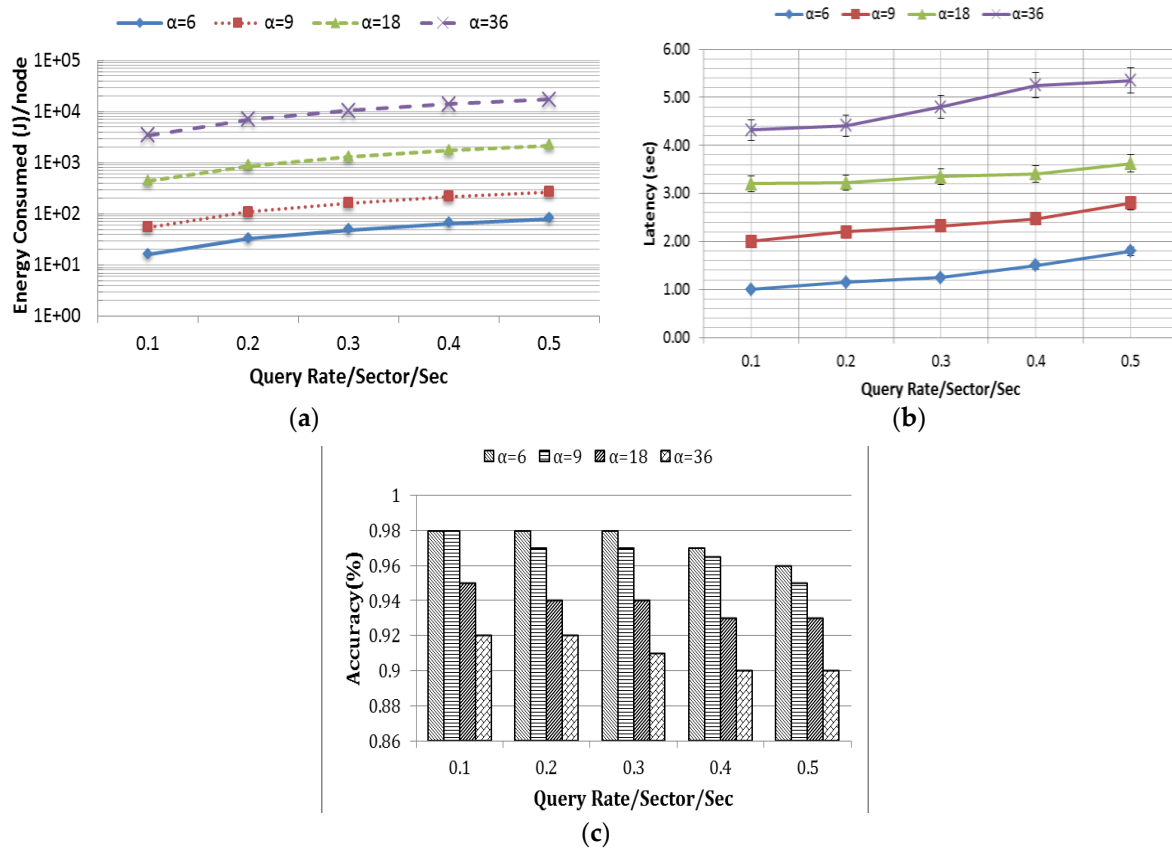 α=6 α=9 α=18 α=36
1E+05
1E+04
1E+03
1E+02
1E+01
1E+00
Energy Consumed (J)/node
0.1 0.2 0.3 0.4 0.5
Query Rate/Sector/Sec
(a)
α=6 α=9 α=18 α=36
6.00
5.00
4.00
3.00
2.00
1.00
0.00
Latency (sec)
0.1 0.2 0.3 0.4 0.5
Query Rate/Sector/Sec
(b)
α=6 α=9 α=18 α=36
1
0.98
0.96
0.94
0.92
0.9
0.88
0.86
Accuracy(%)
0.1 0.2 0.3 0.4 0.5
Query Rate/Sector/Sec
(c)